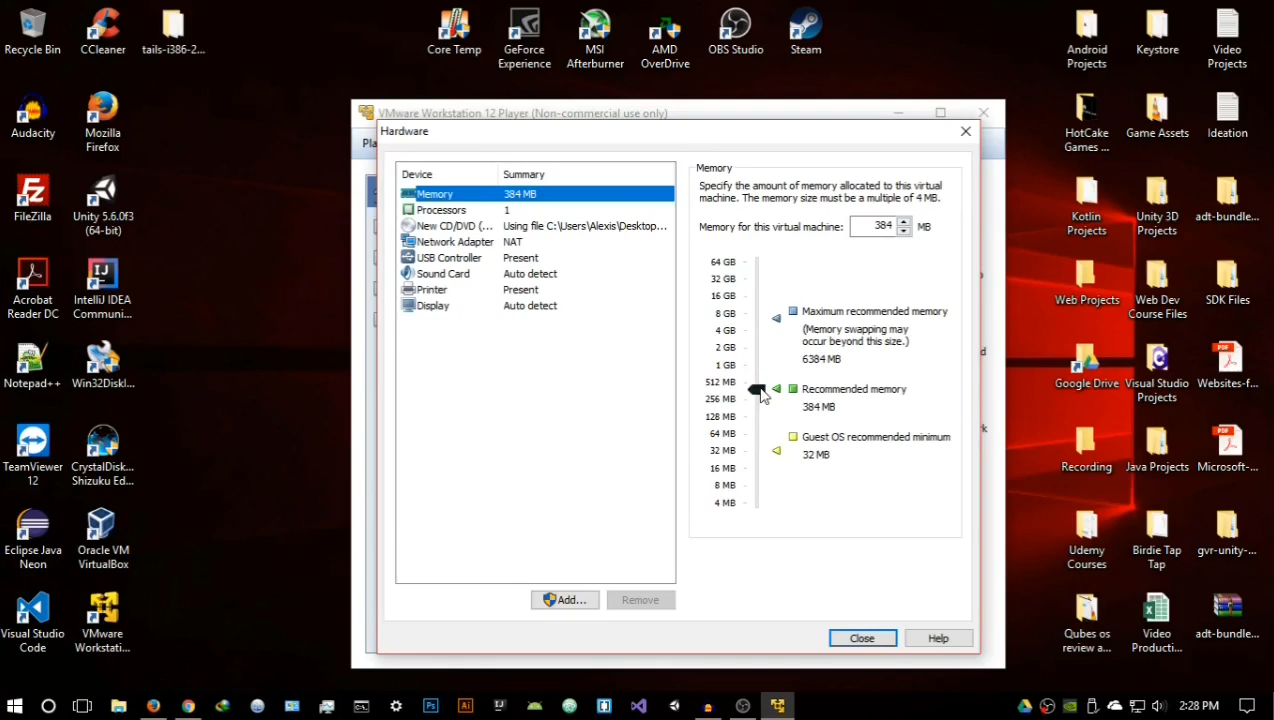 Recycle Bin
CCleaner
tails-i386-2...
Core Temp
GeForce
Experience
MSI
Afterburner
AMD
OverDrive
OBS Studio
Steam
Android
Projects
Keystore
Video
Projects
Audacity
Mozilla
Firefox
HotCake
Games ...
Game Assets
Ideation
FileZilla
Unity 5.6.0f3
(64-bit)
Kotlin
Projects
Unity 3D
Projects
adt-bundle...
Acrobat
Reader DC
IntelliJ IDEA
Communi...
Web Projects
Web Dev
Course Files
SDK Files
Notepad++
Win32Diskl...
Google Drive
Visual Studio
Projects
Websites-f...
TeamViewer
12
CrystalDisk...
Shizuku Ed...
Recording
Java Projects
Microsoft-...
Eclipse Java
Neon
Oracle VM
VirtualBox
Udemy
Courses
Birdie Tap
Tap
gvr-unity-...
Visual Studio
Code
VMware
Workstati...
Qubes os
review a...
Video
Producti...
adt-bundle...
VMware Workstation 12 Player (Non-commercial use only)
Pla
Hardware
Device Summary
Memory 384 MB
Processors 1
New CD/DVD (... Using file C:\Users\Alexis\Desktop...
Network Adapter NAT
USB Controller Present
Sound Card Auto detect
Printer Present
Display Auto detect
Add...
Remove
Memory
Specify the amount of memory allocated to this virtual
machine. The memory size must be a multiple of 4 MB.
Memory for this virtual machine: 384 MB
64 GB
32 GB
16 GB
8 GB
4 GB
2 GB
1 GB
512 MB
256 MB
128 MB
64 MB
32 MB
16 MB
8 MB
4 MB
Maximum recommended memory
(Memory swapping may
occur beyond this size.)
6384 MB
Recommended memory
384 MB
Guest OS recommended minimum
32 MB
Close
Help
2:28 PM